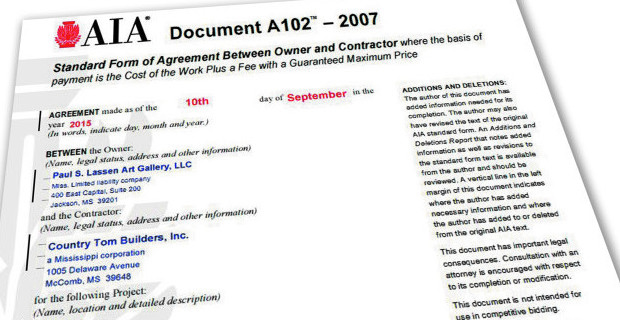 AIA® Document A102™ – 2007
Standard Form of Agreement Between Owner and Contractor where the basis of
payment is the Cost of the Work Plus a Fee with a Guaranteed Maximum Price
AGREEMENT made as of the 10th day of September in the
year 2015
(In words, indicate day, month and year.)
BETWEEN the Owner:
(Name, legal status, address and other information)
Paul S. Lassen Art Gallery, LLC
Miss. Limited liability company
400 East Capital, Suite 200
Jackson, MS 39201
and the Contractor:
(Name, legal status, address and other information)
Country Tom Builders, Inc.
a Mississippi corporation
1005 Delaware Avenue
McComb, MS 39648
for the following Project:
(Name, location and detailed description)
ADDITIONS AND DELETIONS:
The author of this document has
added information needed for its
completion. The author may also
have revised the text of the original
AIA standard form. An Additions and
Deletions Report that notes added
information as well as revisions to
the standard form text is available
from the author and should be
reviewed. A vertical line in the left
margin of this document indicates
where the author has added
necessary information and where
the author has added to or deleted
from the original AIA text.
This document has important legal
consequences. Consultation with an
attorney is encouraged with respect
to its completion or modification.
This document is not intended for
use in competitive bidding.